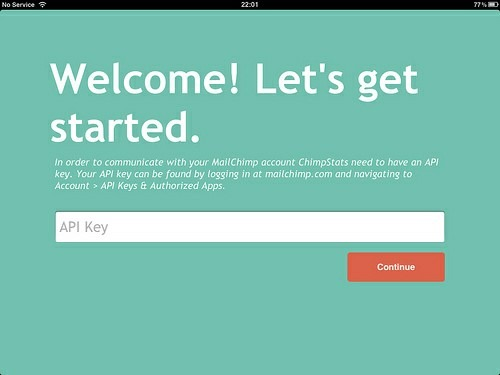 No Service
22:01
77%
Welcome! Let's get
started.
In order to communicate with your MailChimp account ChimpStats need to have an API
key. Your API key can be found by logging in at mailchimp.com and navigating to
Account > API Keys & Authorized Apps.
API Key
Continue